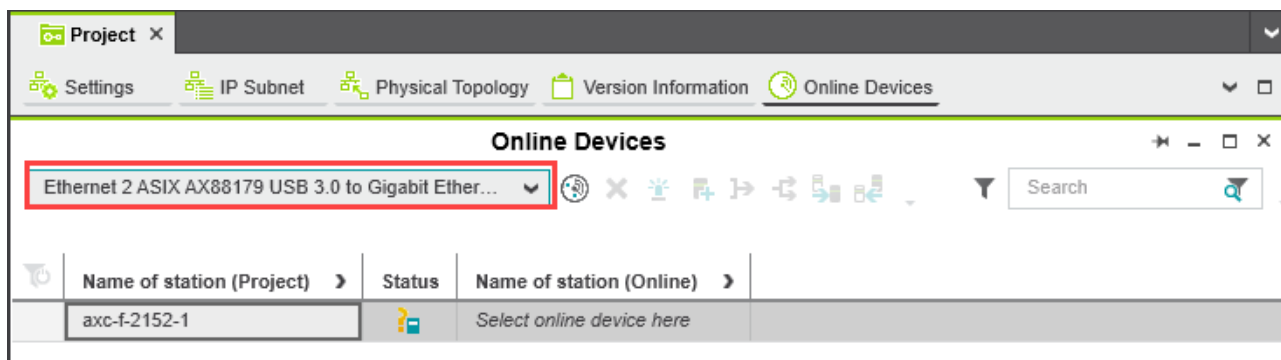 Project
Settings IP Subnet Physical Topology Version Information Online Devices
Online Devices
Ethernet 2 ASIX AX88179 USB 3.0 to Gigabit Ether... Search
Name of station (Project) Status Name of station (Online)
axc-f-2152-1 Select online device here